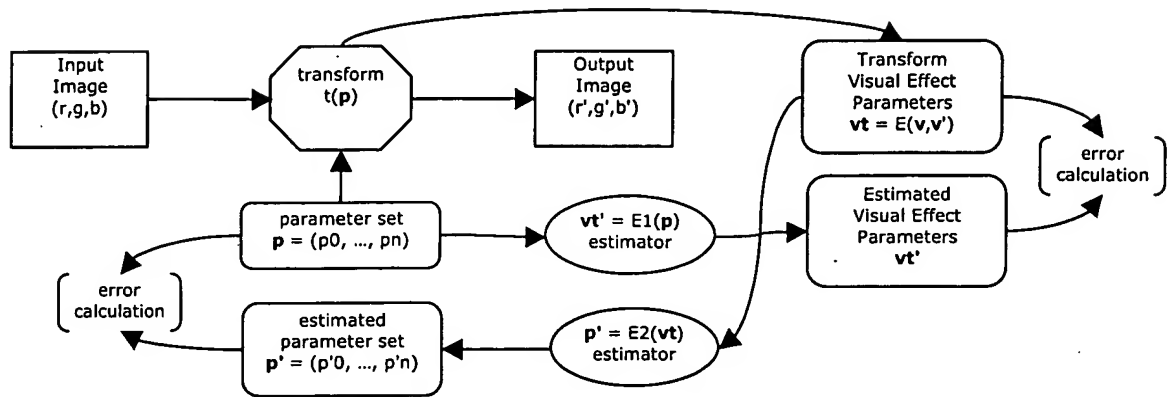 Input
Image
(r,g,b)
transform
t(p)
Output
Image
(r',g',b')
Transform
Visual Effect
Parameters
vt = E(v,v')
error
calculation
parameter set
p = (p0, ..., pn)
vt' = E1(p)
estimator
Estimated
Visual Effect
Parameters
vt'
error
calculation
estimated
parameter set
p' = (p'0, ..., p'n)
p' = E2(vt)
estimator